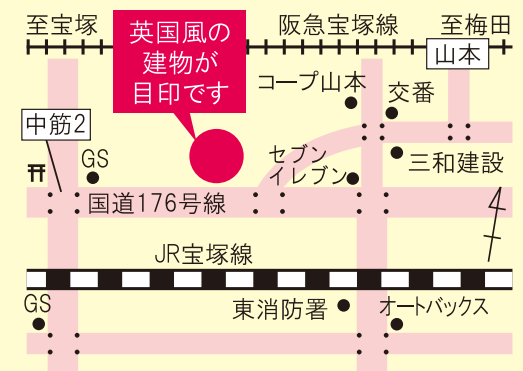 至宝塚
英国風の
建物が
目印です
阪急宝塚線
至梅田
山本
コープ山本
交番
中筋2
GS
セブン
イレブン
三和建設
国道176号線
JR宝塚線
GS
東消防署
オートバックス